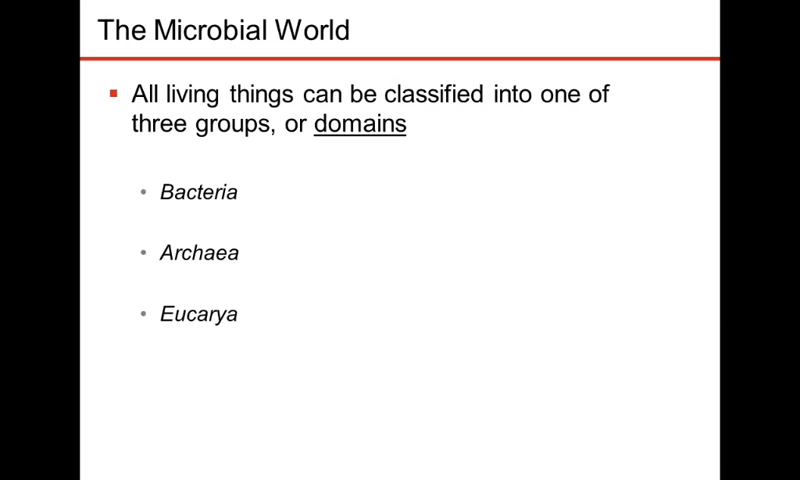 The Microbial World
All living things can be classified into one of
three groups, or domains
Bacteria
Archaea
Eucarya